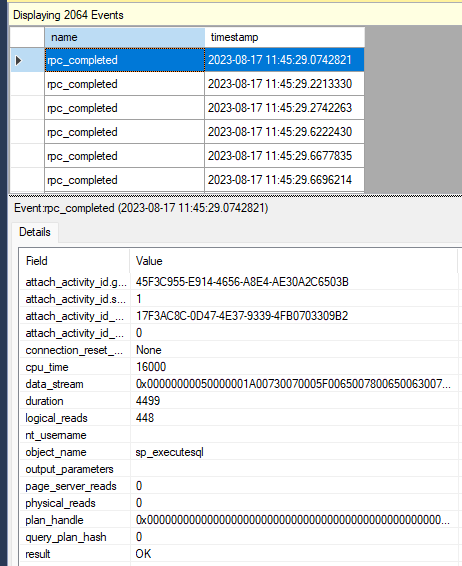 Displaying 2064 Events
name timestamp
rpc_completed 2023-08-17 11:45:29.0742821
rpc_completed 2023-08-17 11:45:29.2213330
rpc_completed 2023-08-17 11:45:29.2742263
rpc_completed 2023-08-17 11:45:29.6222430
rpc_completed 2023-08-17 11:45:29.6677835
rpc_completed 2023-08-17 11:45:29.6696214
Event:rpc_completed (2023-08-17 11:45:29.0742821)
Details
Field Value
attach_activity_id.g... 45F3C955-E914-4656-A8E4-AE30A2C6503B
attach_activity_id.s... 1
attach_activity_id_... 17F3AC8C-0D47-4E37-9339-4FB0703309B2
attach_activity_id_... 0
connection_reset_... None
cpu_time 16000
data_stream 0x00000000050000001A00730070005F0065007800650063007...
duration 4499
logical_reads 448
nt_username
object_name sp_executesql
output_parameters
page_server_reads 0
physical_reads 0
plan_handle 0x000000000000000000000000000000000000000000000000...
query_plan_hash 0
result OK